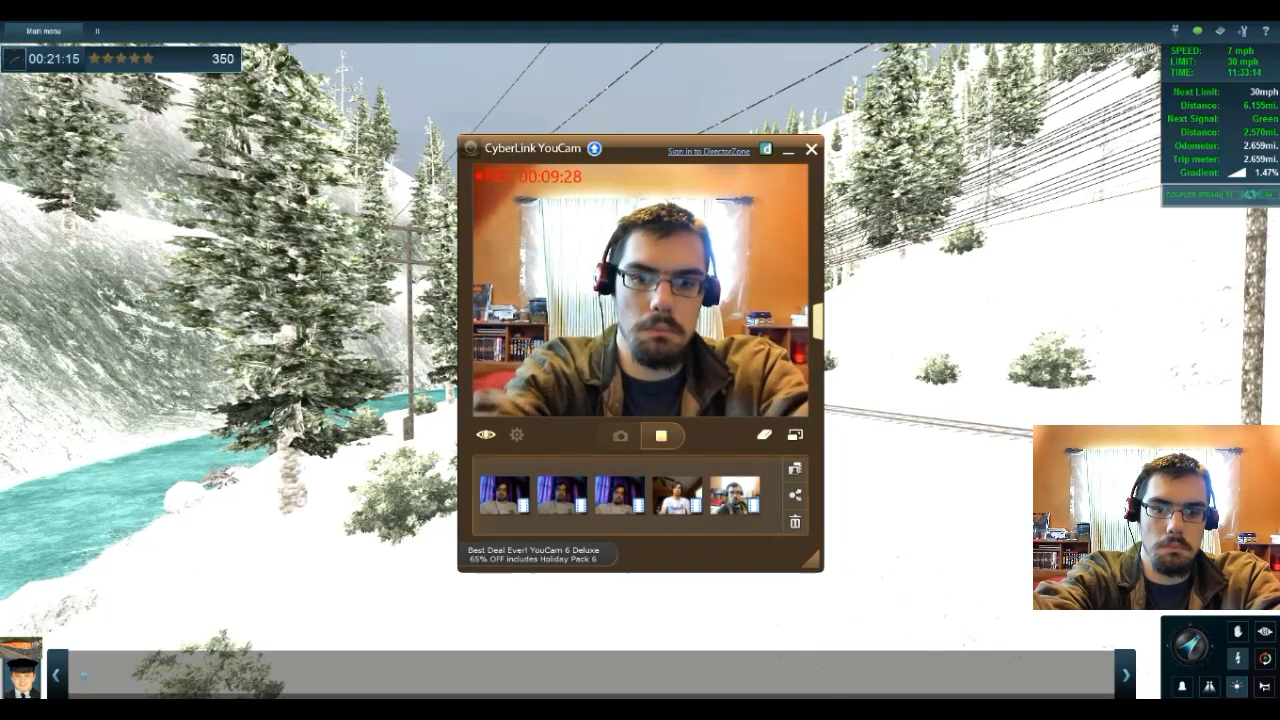 Main menu
00:21:15
350
SPEED: 7 mph
LIMIT: 30 mph
TIME: 11:33:14
Next Limit: 30mph
Distance: 6.155mi.
Next Signal: Green
Distance: 2.570mi.
Odometer: 2.659mi.
Trip meter: 2.659mi.
Gradient: 1.47%
CyberLink YouCam
Sign in to DirectorZone
REC 00:09:28
Best Deal Ever! YouCam 6 Deluxe
65% OFF includes Holiday Pack 6